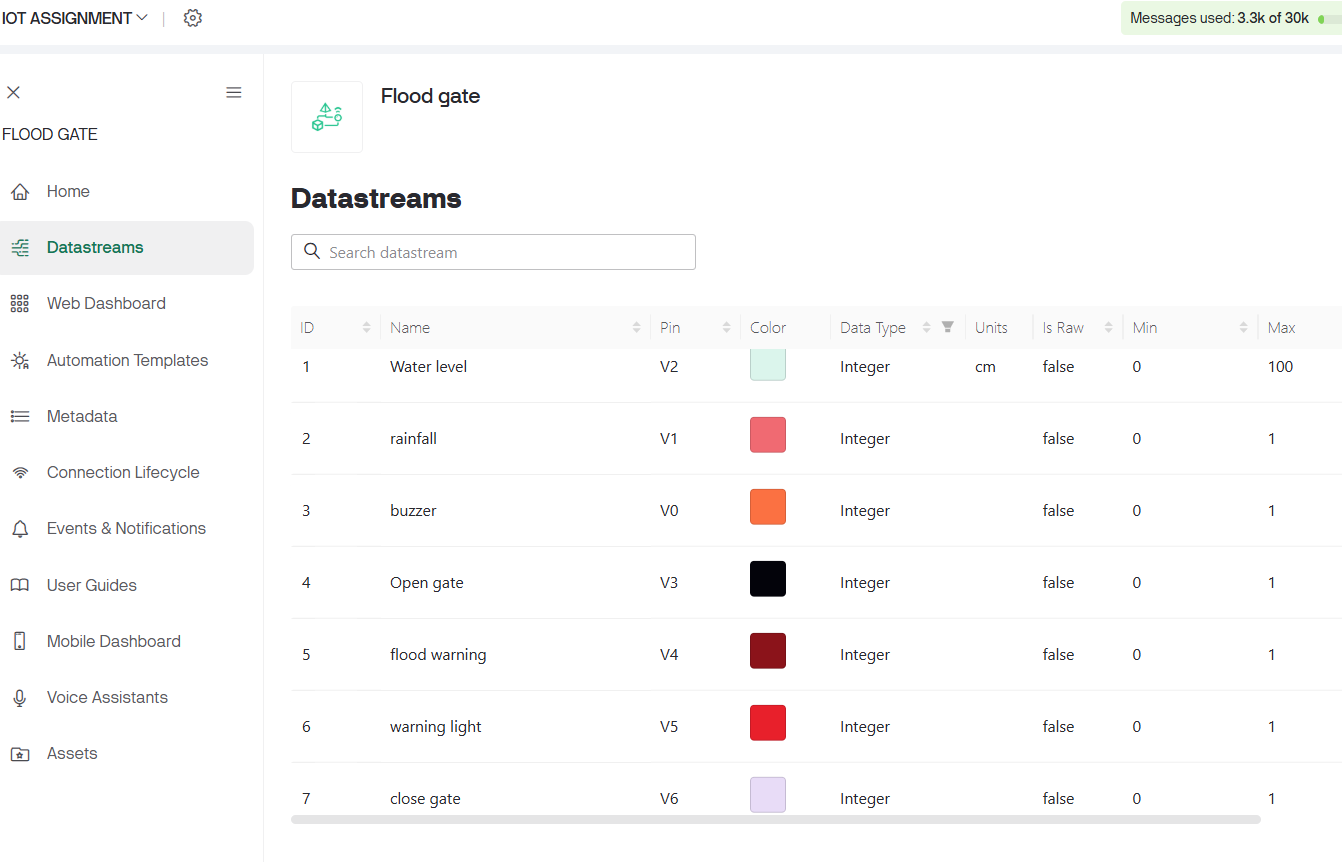 IOT ASSIGNMENT
Messages used: 3.3k of 30k
FLOOD GATE
Home
Datastreams
Web Dashboard
Automation Templates
Metadata
Connection Lifecycle
Events & Notifications
User Guides
Mobile Dashboard
Voice Assistants
Assets
Flood gate
Datastreams
Search datastream
ID Name Pin Color Data Type Units Is Raw Min Max
1 Water level V2 Integer cm false 0 100
2 rainfall V1 Integer false 0 1
3 buzzer V0 Integer false 0 1
4 Open gate V3 Integer false 0 1
5 flood warning V4 Integer false 0 1
6 warning light V5 Integer false 0 1
7 close gate V6 Integer false 0 1